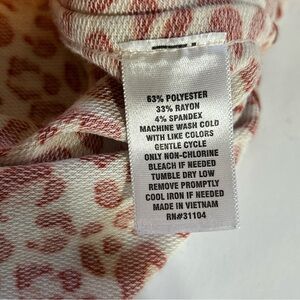 63% POLYESTER
33% RAYON
4% SPANDEX
MACHINE WASH COLD
WITH LIKE COLORS
GENTLE CYCLE
ONLY NON-CHLORINE
BLEACH IF NEEDED
TUMBLE DRY LOW
REMOVE PROMPTLY
COOL IRON IF NEEDED
MADE IN VIETNAM
RN#31104